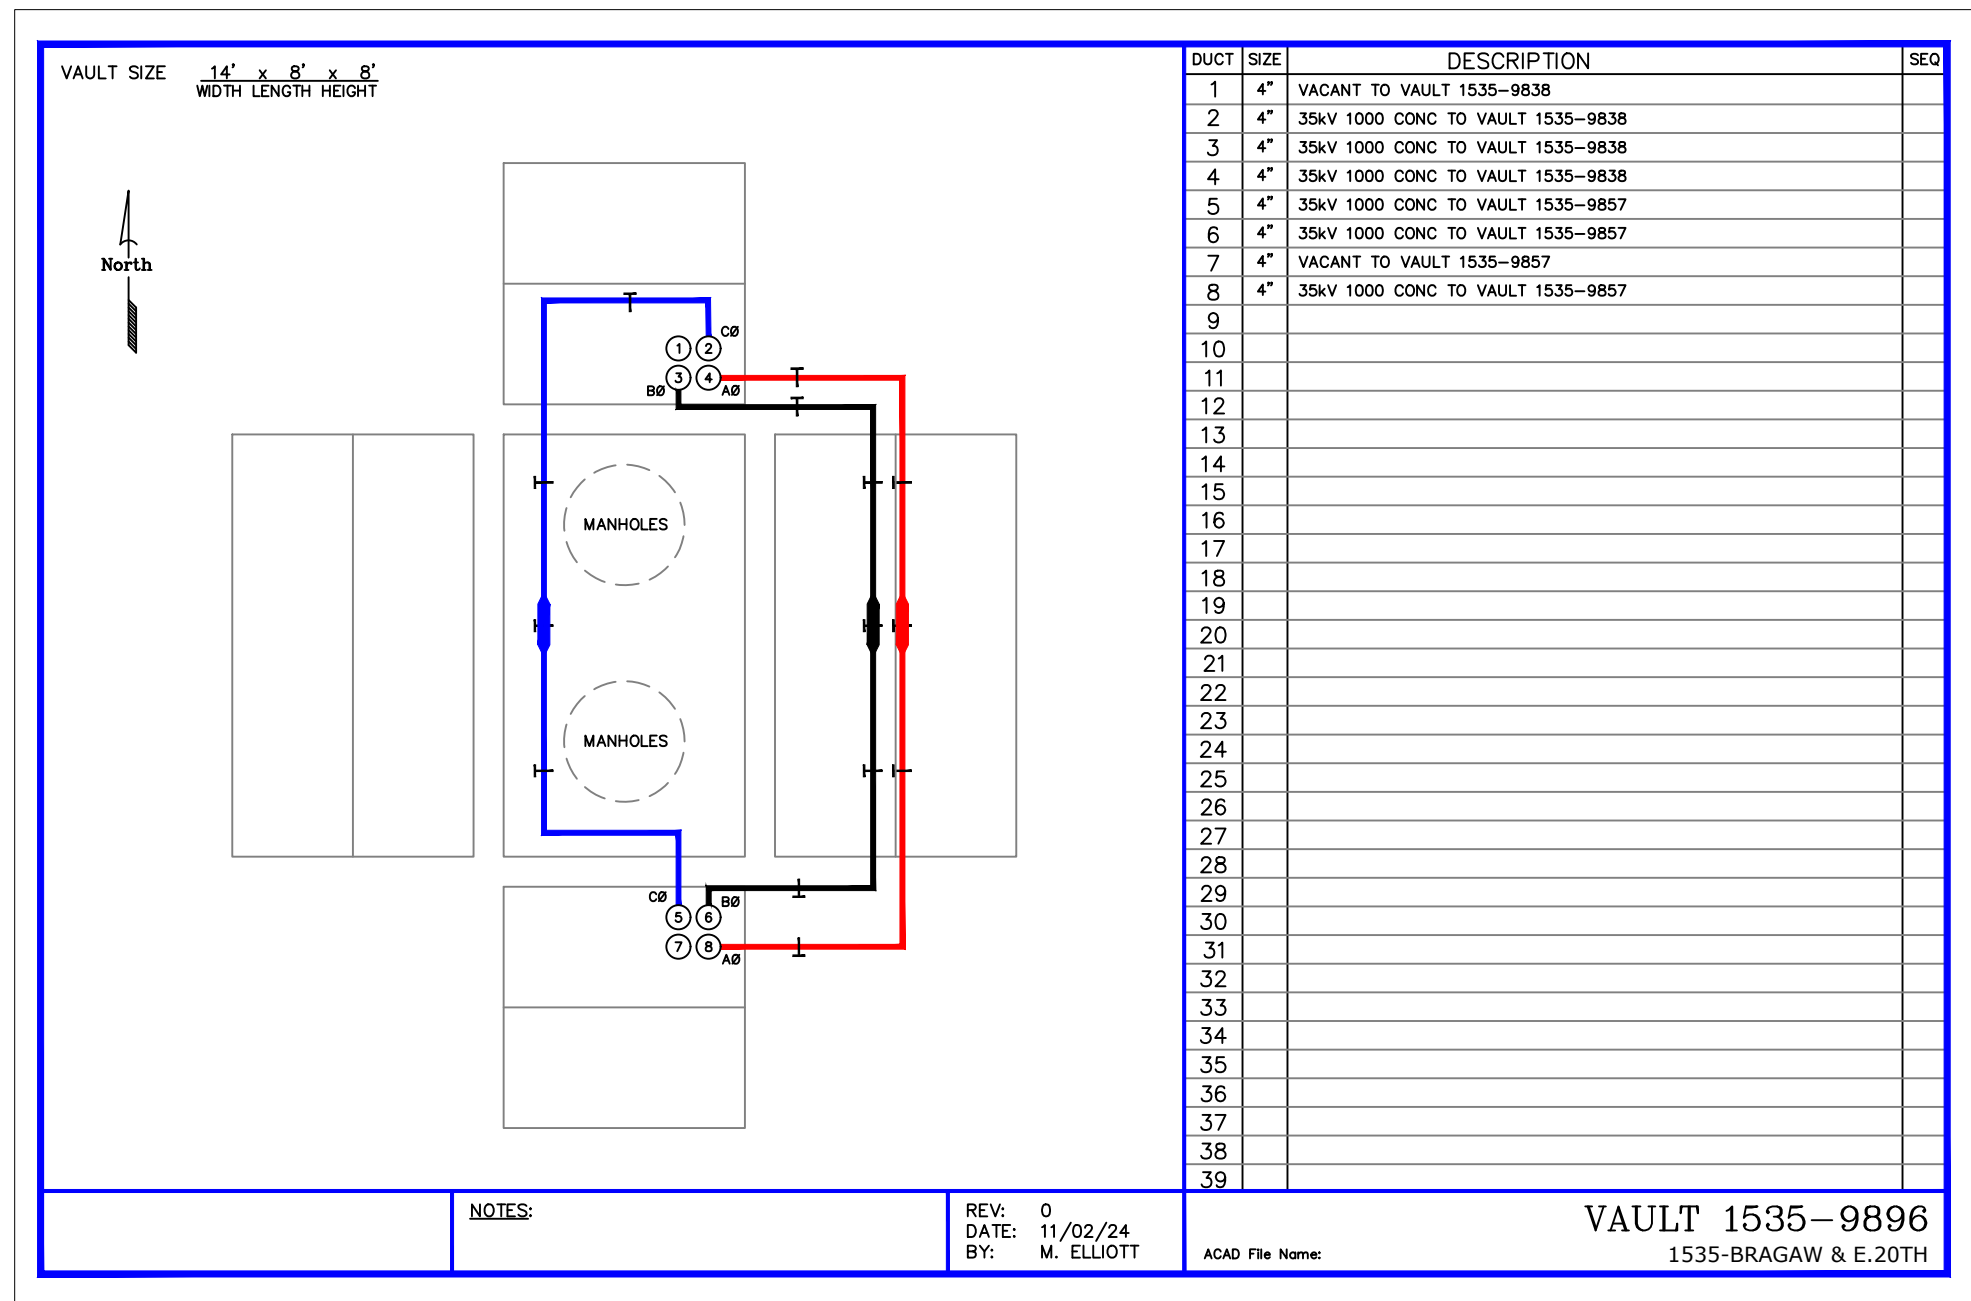 VAULT SIZE 14' x 8' x 8'
WIDTH LENGTH HEIGHT
North
CØ
1 2
3 4
BØ AØ
MANHOLES
MANHOLES
CØ BØ
5 6
7 8
AØ
DUCT SIZE DESCRIPTION SEQ
1 4" VACANT TO VAULT 1535-9838
2 4" 35kV 1000 CONC TO VAULT 1535-9838
3 4" 35kV 1000 CONC TO VAULT 1535-9838
4 4" 35kV 1000 CONC TO VAULT 1535-9838
5 4" 35kV 1000 CONC TO VAULT 1535-9857
6 4" 35kV 1000 CONC TO VAULT 1535-9857
7 4" VACANT TO VAULT 1535-9857
8 4" 35kV 1000 CONC TO VAULT 1535-9857
9
10
11
12
13
14
15
16
17
18
19
20
21
22
23
24
25
26
27
28
29
30
31
32
33
34
35
36
37
38
39
NOTES:
REV: 0
DATE: 11/02/24
BY: M. ELLIOTT
VAULT 1535-9896
ACAD File Name:
1535-BRAGAW & E.20TH